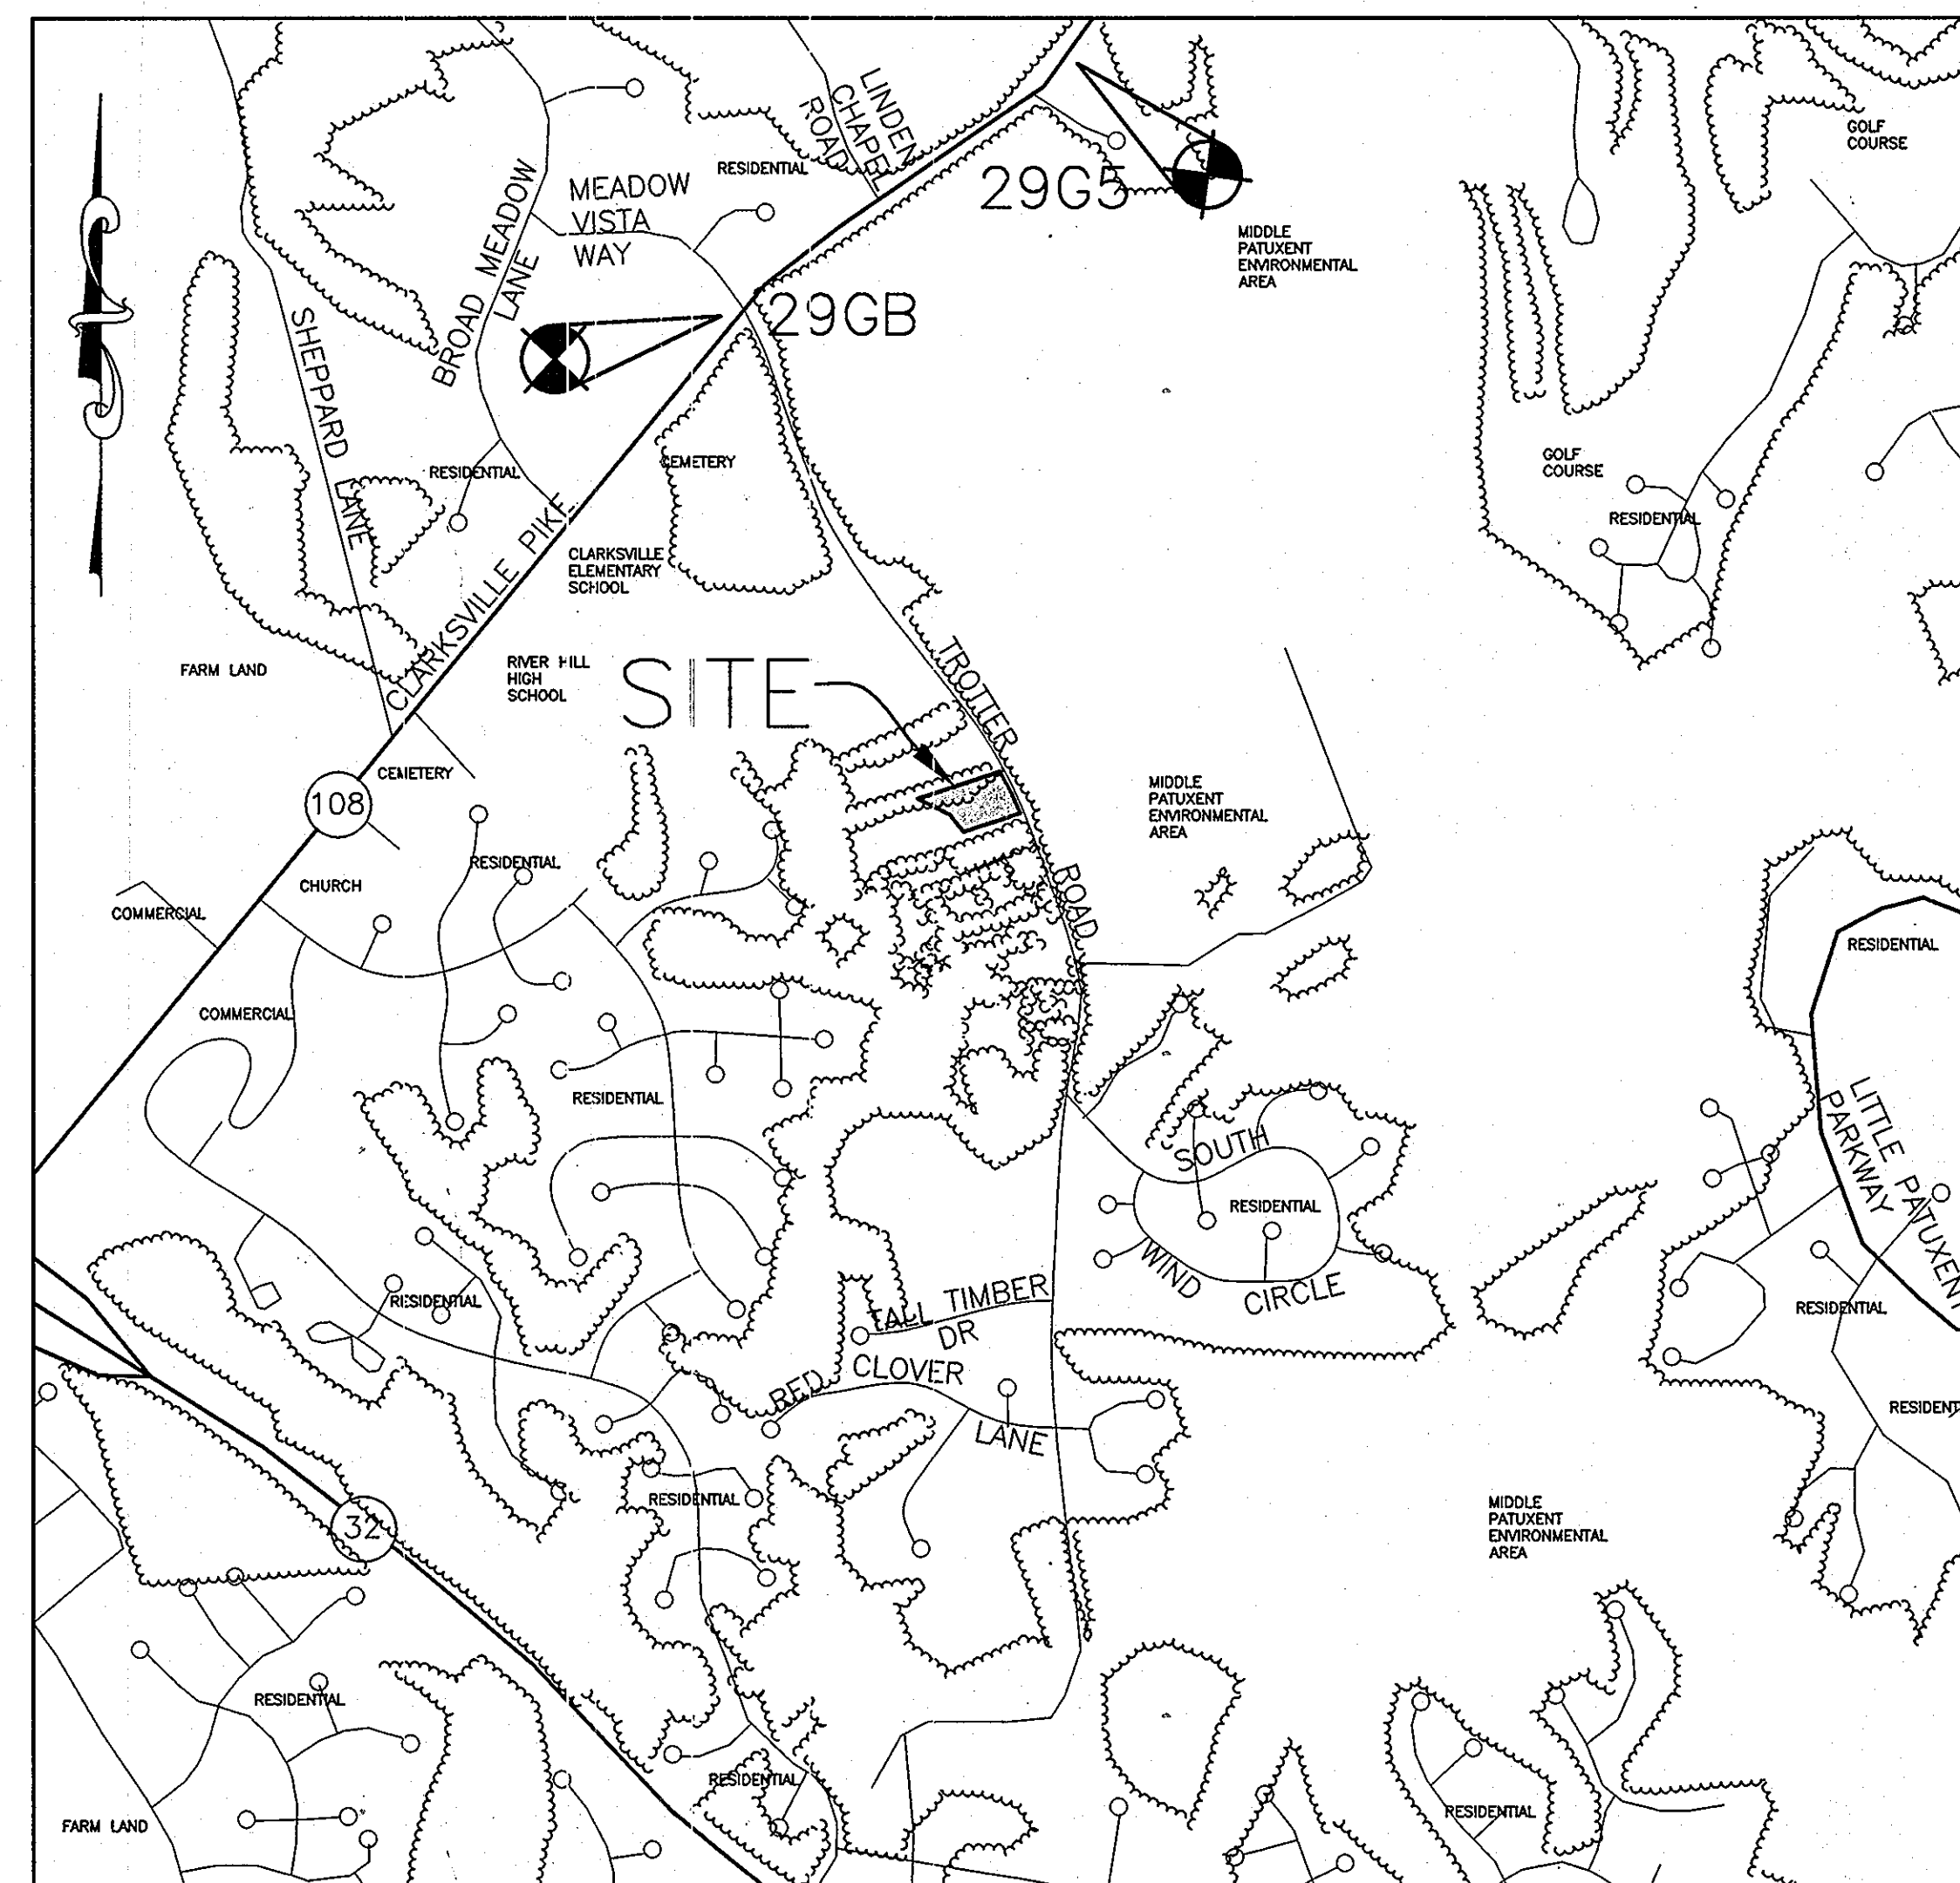 LINDEN
CHAPEL
ROAD
GOLF
COURSE
RESIDENTIAL
29G5
MEADOW
VISTA
WAY
BROAD MEADOW
LANE
MIDDLE
PATUXENT
ENVIRONMENTAL
AREA
29GB
SHEPPARD LANE
CEMETERY
RESIDENTIAL
GOLF
COURSE
RESIDENTIAL
CLARKSVILLE PIKE
CLARKSVILLE
ELEMENTARY
SCHOOL
FARM LAND
RIVER HILL
HIGH
SCHOOL
SITE
TROTTER ROAD
CEMETERY
108
MIDDLE
PATUXENT
ENVIRONMENTAL
AREA
RESIDENTIAL
CHURCH
COMMERCIAL
RESIDENTIAL
COMMERCIAL
RESIDENTIAL
LITTLE PATUXENT
PARKWAY
SOUTH
WIND CIRCLE
RESIDENTIAL
RESIDENTIAL
TALL TIMBER
DR
RESIDENTIAL
RED CLOVER
LANE
RESIDENT
RESIDENTIAL
32
MIDDLE
PATUXENT
ENVIRONMENTAL
AREA
RESIDENTIAL
RESIDENTIAL
RESIDENTIAL
FARM LAND